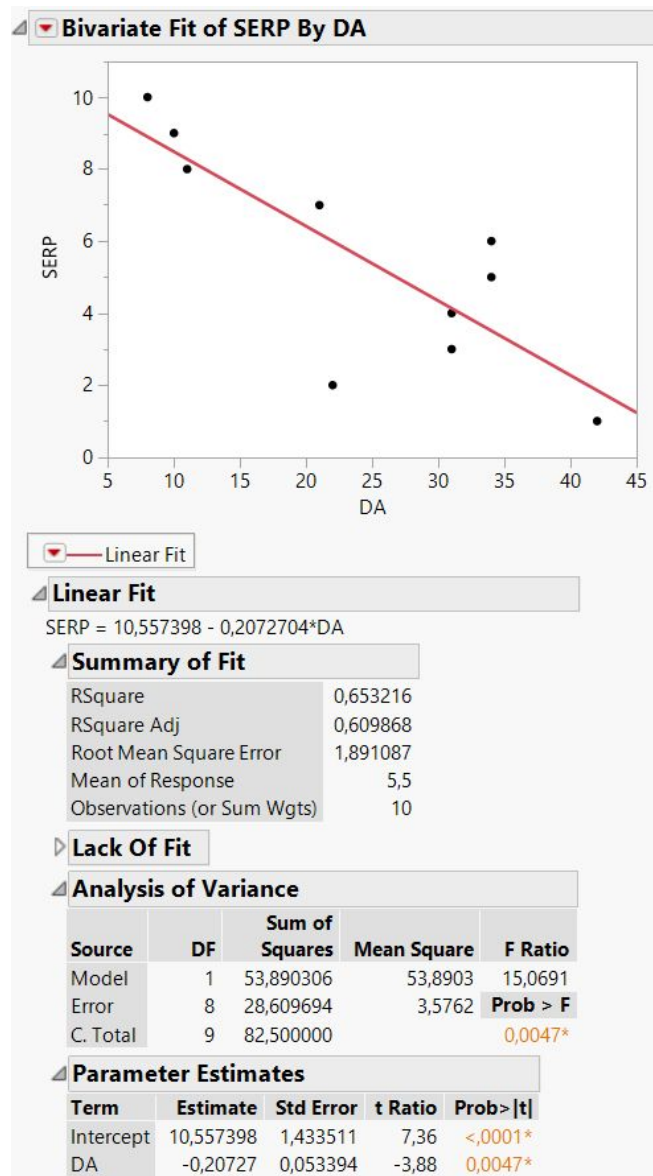 Bivariate Fit of SERP By DA
10
8
6
4
2
0
SERP
5 10 15 20 25 30 35 40 45
DA
Linear Fit
Linear Fit
SERP = 10,557398 - 0,2072704*DA
Summary of Fit
RSquare 0,653216
RSquare Adj 0,609868
Root Mean Square Error 1,891087
Mean of Response 5,5
Observations (or Sum Wgts) 10
Lack Of Fit
Analysis of Variance
Sum of
Source DF Squares Mean Square F Ratio
Model 1 53,890306 53,8903 15,0691
Error 8 28,609694 3,5762 Prob > F
C. Total 9 82,500000 0,0047*
Parameter Estimates
Term Estimate Std Error t Ratio Prob>|t|
Intercept 10,557398 1,433511 7,36 <,0001*
DA -0,20727 0,053394 -3,88 0,0047*